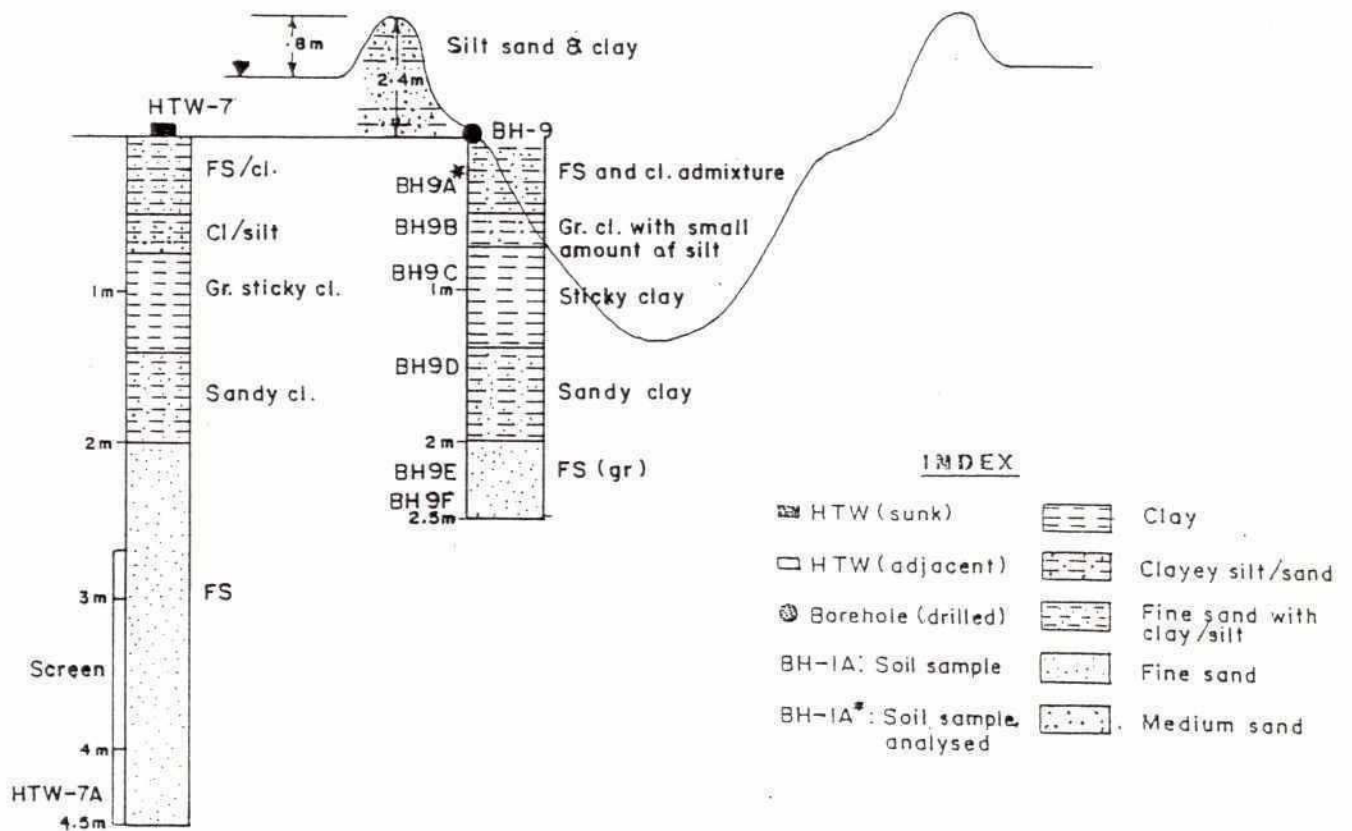 .8m
Silt sand & clay
2.4m
HTW-7
BH-9
FS/cl.
BH9A*
FS and cl. admixture
Cl/silt
BH9B
Gr. cl. with small
amount of silt
BH9C
1m
Gr. sticky cl.
1m
Sticky clay
BH9D
Sandy cl.
Sandy clay
2m
2m
BH9E
FS (gr)
BH9F
2.5m
INDEX
HTW (sunk)
Clay
HTW (adjacent)
Clayey silt/sand
Borehole (drilled)
Fine sand with
clay/silt
BH-1A: Soil sample
Fine sand
BH-1A*: Soil sample
analysed
Medium sand
3m
FS
Screen
4m
HTW-7A
4.5m